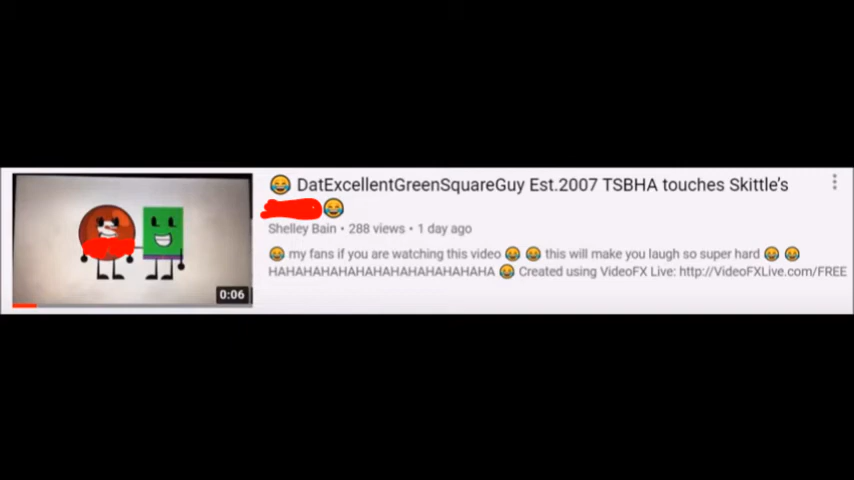 😂 DatExcellentGreenSquareGuy Est.2007 TSBHA touches Skittle's
😂
Shelley Bain • 288 views • 1 day ago
😂 my fans if you are watching this video 😂 😂 this will make you laugh so super hard 😂 😂
HAHAHAHAHAHAHAHAHAHAHAHAHAHA 😂 Created using VideoFX Live: http://VideoFXLive.com/FREE
0:06